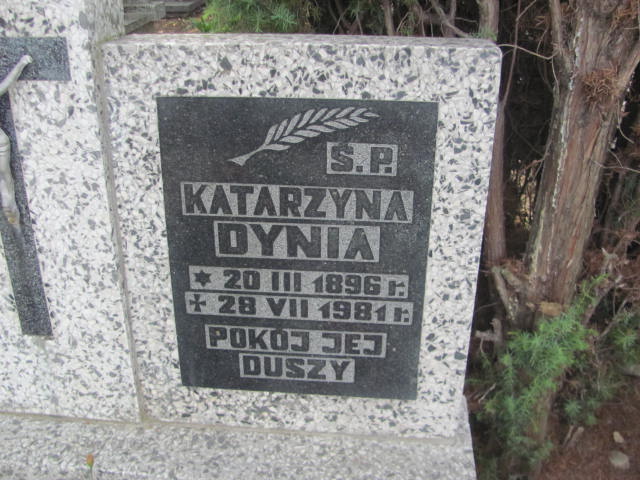 Ś.P.
KATARZYNA
DYNIA
✶ 20 III 1896 r.
✝ 28 VII 1981 r.
POKÓJ JEJ
DUSZY